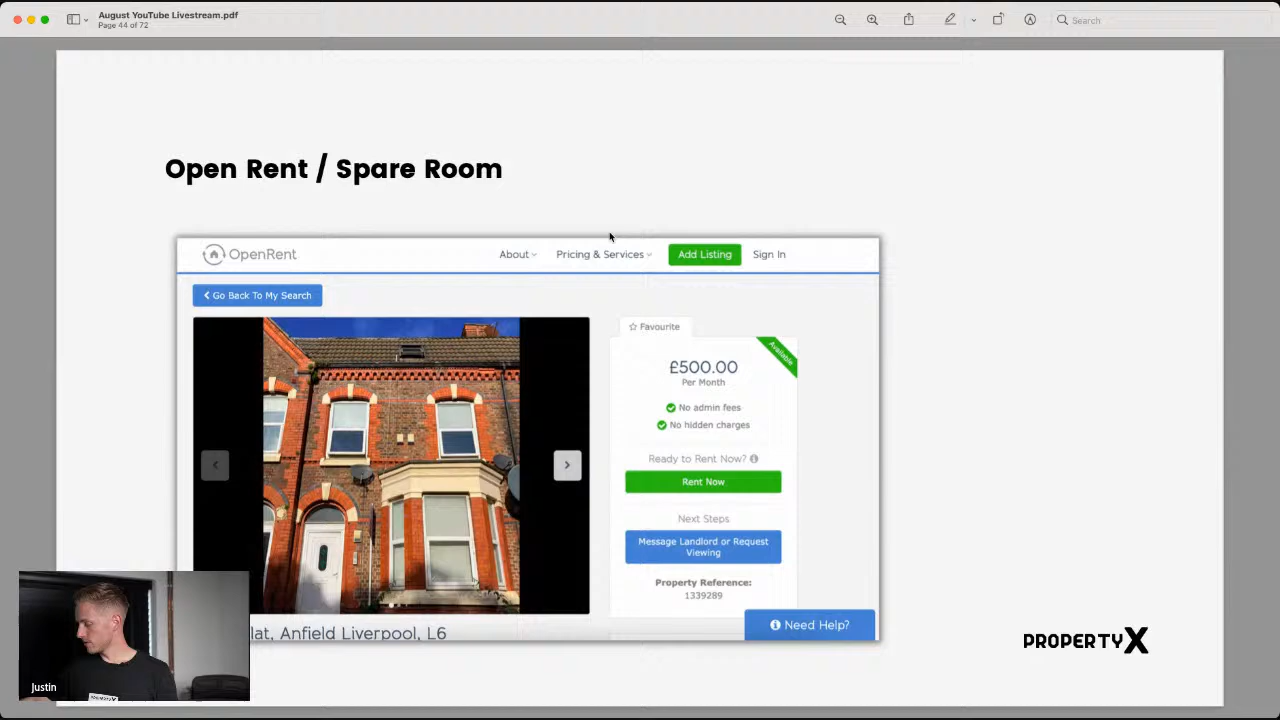 August YouTube Livestream.pdf
Page 44 of 72
Search
Open Rent / Spare Room
OpenRent
About
Pricing & Services
Add Listing
Sign In
Go Back To My Search
Favourite
Available
£500.00
Per Month
No admin fees
No hidden charges
Ready to Rent Now?
Rent Now
Next Steps
Message Landlord or Request
Viewing
Property Reference:
1339289
Need Help?
lat, Anfield Liverpool, L6
PROPERTYX
Justin